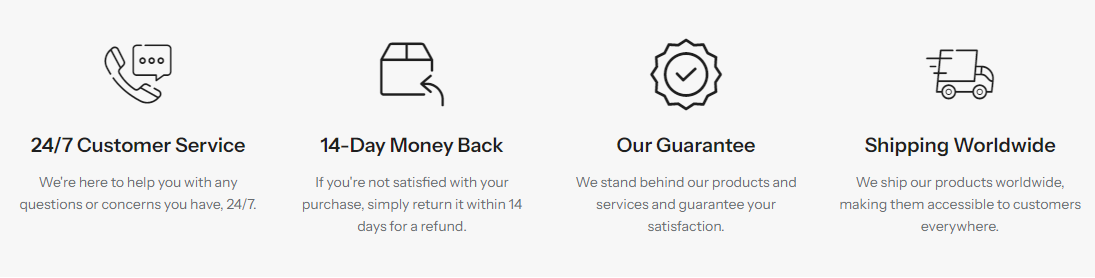 24/7 Customer Service
We're here to help you with any
questions or concerns you have, 24/7.
14-Day Money Back
If you're not satisfied with your
purchase, simply return it within 14
days for a refund.
Our Guarantee
We stand behind our products and
services and guarantee your
satisfaction.
Shipping Worldwide
We ship our products worldwide,
making them accessible to customers
everywhere.